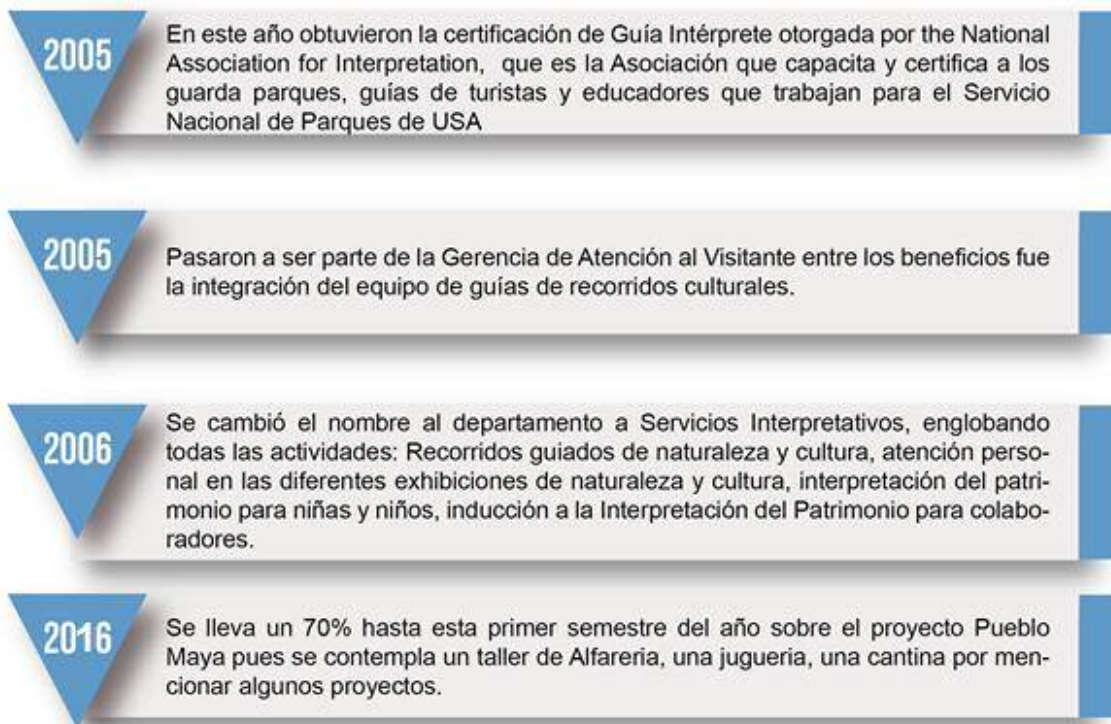 2005
En este año obtuvieron la certificación de Guía Intérprete otorgada por the National
Association for Interpretation, que es la Asociación que capacita y certifica a los
guarda parques, guías de turistas y educadores que trabajan para el Servicio
Nacional de Parques de USA
2005
Pasaron a ser parte de la Gerencia de Atención al Visitante entre los beneficios fue
la integración del equipo de guías de recorridos culturales.
2006
Se cambió el nombre al departamento a Servicios Interpretativos, englobando
todas las actividades: Recorridos guiados de naturaleza y cultura, atención perso-
nal en las diferentes exhibiciones de naturaleza y cultura, interpretación del patri-
monio para niñas y niños, inducción a la Interpretación del Patrimonio para colabo-
radores.
2016
Se lleva un 70% hasta esta primer semestre del año sobre el proyecto Pueblo
Maya pues se contempla un taller de Alfareria, una jugueria, una cantina por men-
cionar algunos proyectos.